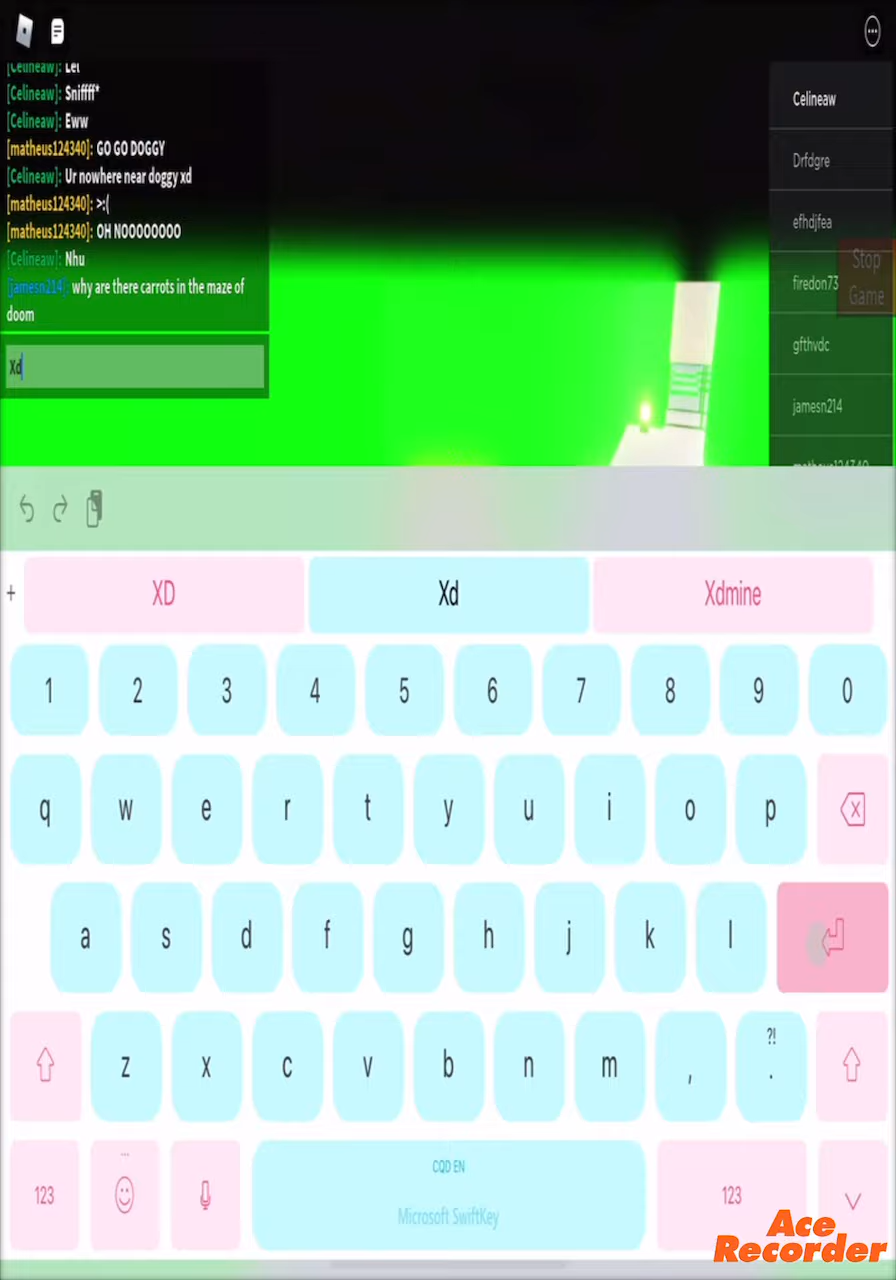 [Celineaw]: Lel
[Celineaw]: Sniffff*
[Celineaw]: Eww
[matheus124340]: GO GO DOGGY
[Celineaw]: Ur nowhere near doggy xd
[matheus124340]: >:(
[matheus124340]: OH NOOOOOOOO
[Celineaw]: Nhu
[jamesn214]: why are there carrots in the maze of
doom
Xd
Celineaw
Drfdgre
efhdjfea
firedon73
gfthvdc
jamesn214
matheus124340
Stop
Game
+ XD Xd Xdmine
1 2 3 4 5 6 7 8 9 0
q w e r t y u i o p
a s d f g h j k l
?!
z x c v b n m , .
CQD EN
123 Microsoft SwiftKey 123
Ace
Recorder